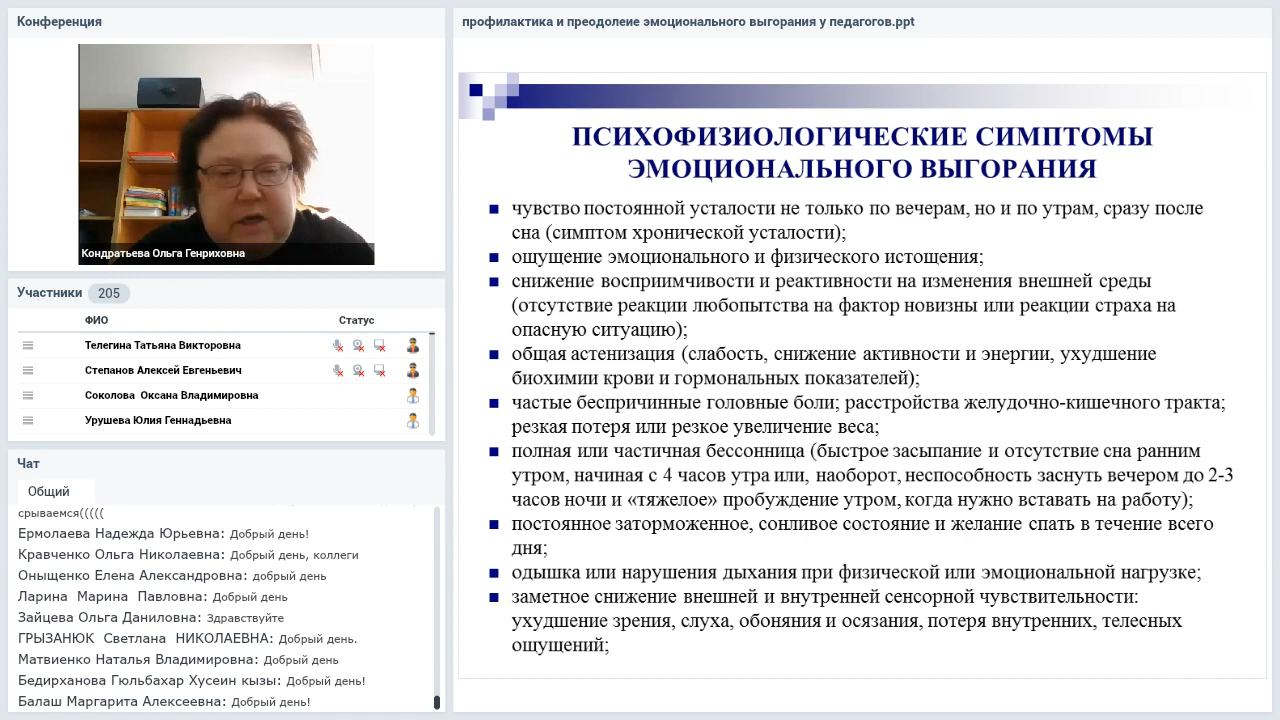 Конференция
Кондратьева Ольга Генриховна
Участники 205
ФИО Статус
Телегина Татьяна Викторовна
Степанов Алексей Евгеньевич
Соколова Оксана Владимировна
Урушева Юлия Геннадьевна
Чат
Общий
срываемся(((((
Ермолаева Надежда Юрьевна: Добрый день!
Кравченко Ольга Николаевна: Добрый день, коллеги
Оныщенко Елена Александровна: добрый день
Ларина Марина Павловна: Добрый день
Зайцева Ольга Даниловна: Здравствуйте
ГРЫЗАНЮК Светлана НИКОЛАЕВНА: Добрый день.
Матвиенко Наталья Владимировна: Добрый день
Бедирханова Гюльбахар Хусеин кызы: Добрый день!
Балаш Маргарита Алексеевна: Добрый день!
профилактика и преодолеие эмоционального выгорания у педагогов.ppt
ПСИХОФИЗИОЛОГИЧЕСКИЕ СИМПТОМЫ
ЭМОЦИОНАЛЬНОГО ВЫГОРАНИЯ
чувство постоянной усталости не только по вечерам, но и по утрам, сразу после
сна (симптом хронической усталости);
ощущение эмоционального и физического истощения;
снижение восприимчивости и реактивности на изменения внешней среды
(отсутствие реакции любопытства на фактор новизны или реакции страха на
опасную ситуацию);
общая астенизация (слабость, снижение активности и энергии, ухудшение
биохимии крови и гормональных показателей);
частые беспричинные головные боли; расстройства желудочно-кишечного тракта;
резкая потеря или резкое увеличение веса;
полная или частичная бессонница (быстрое засыпание и отсутствие сна ранним
утром, начиная с 4 часов утра или, наоборот, неспособность заснуть вечером до 2-3
часов ночи и «тяжелое» пробуждение утром, когда нужно вставать на работу);
постоянное заторможенное, сонливое состояние и желание спать в течение всего
дня;
одышка или нарушения дыхания при физической или эмоциональной нагрузке;
заметное снижение внешней и внутренней сенсорной чувствительности:
ухудшение зрения, слуха, обоняния и осязания, потеря внутренних, телесных
ощущений;